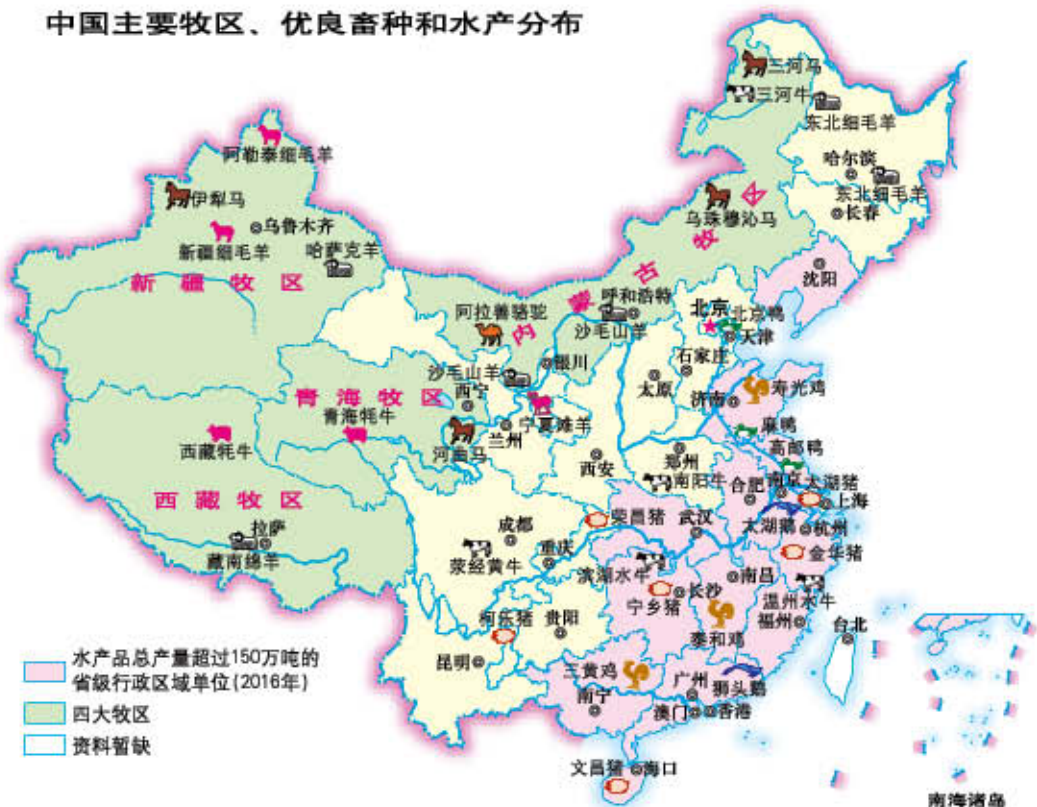 中国主要牧区、优良畜种和水产分布
三河马
三河牛
东北细毛羊
哈尔滨
东北细毛羊
长春
阿勒泰细毛羊
伊犁马
乌鲁木齐
新疆细毛羊
哈萨克羊
新疆牧区
乌珠穆沁马
内蒙古牧区
沈阳
呼和浩特
沙毛山羊
阿拉善骆驼
北京
北京鸭
天津
银川
石家庄
太原
沙毛山羊
西宁
青海牧区
青海牦牛
宁夏滩羊
兰州
河曲马
济南
寿光鸡
麻鸭
高邮鸭
西藏牦牛
西安
郑州
南阳牛
合肥
南京
太湖猪
上海
西藏牧区
拉萨
藏南绵羊
成都
重庆
荥经黄牛
荣昌猪
武汉
太湖鹅
杭州
金华猪
滨湖水牛
宁乡猪
长沙
南昌
温州水牛
柯乐猪
贵阳
泰和鸡
福州
台北
昆明
三黄鸡
南宁
广州
狮头鹅
澳门
香港
文昌猪
海口
水产品总产量超过150万吨的
省级行政区域单位(2016年)
四大牧区
资料暂缺
南海诸岛